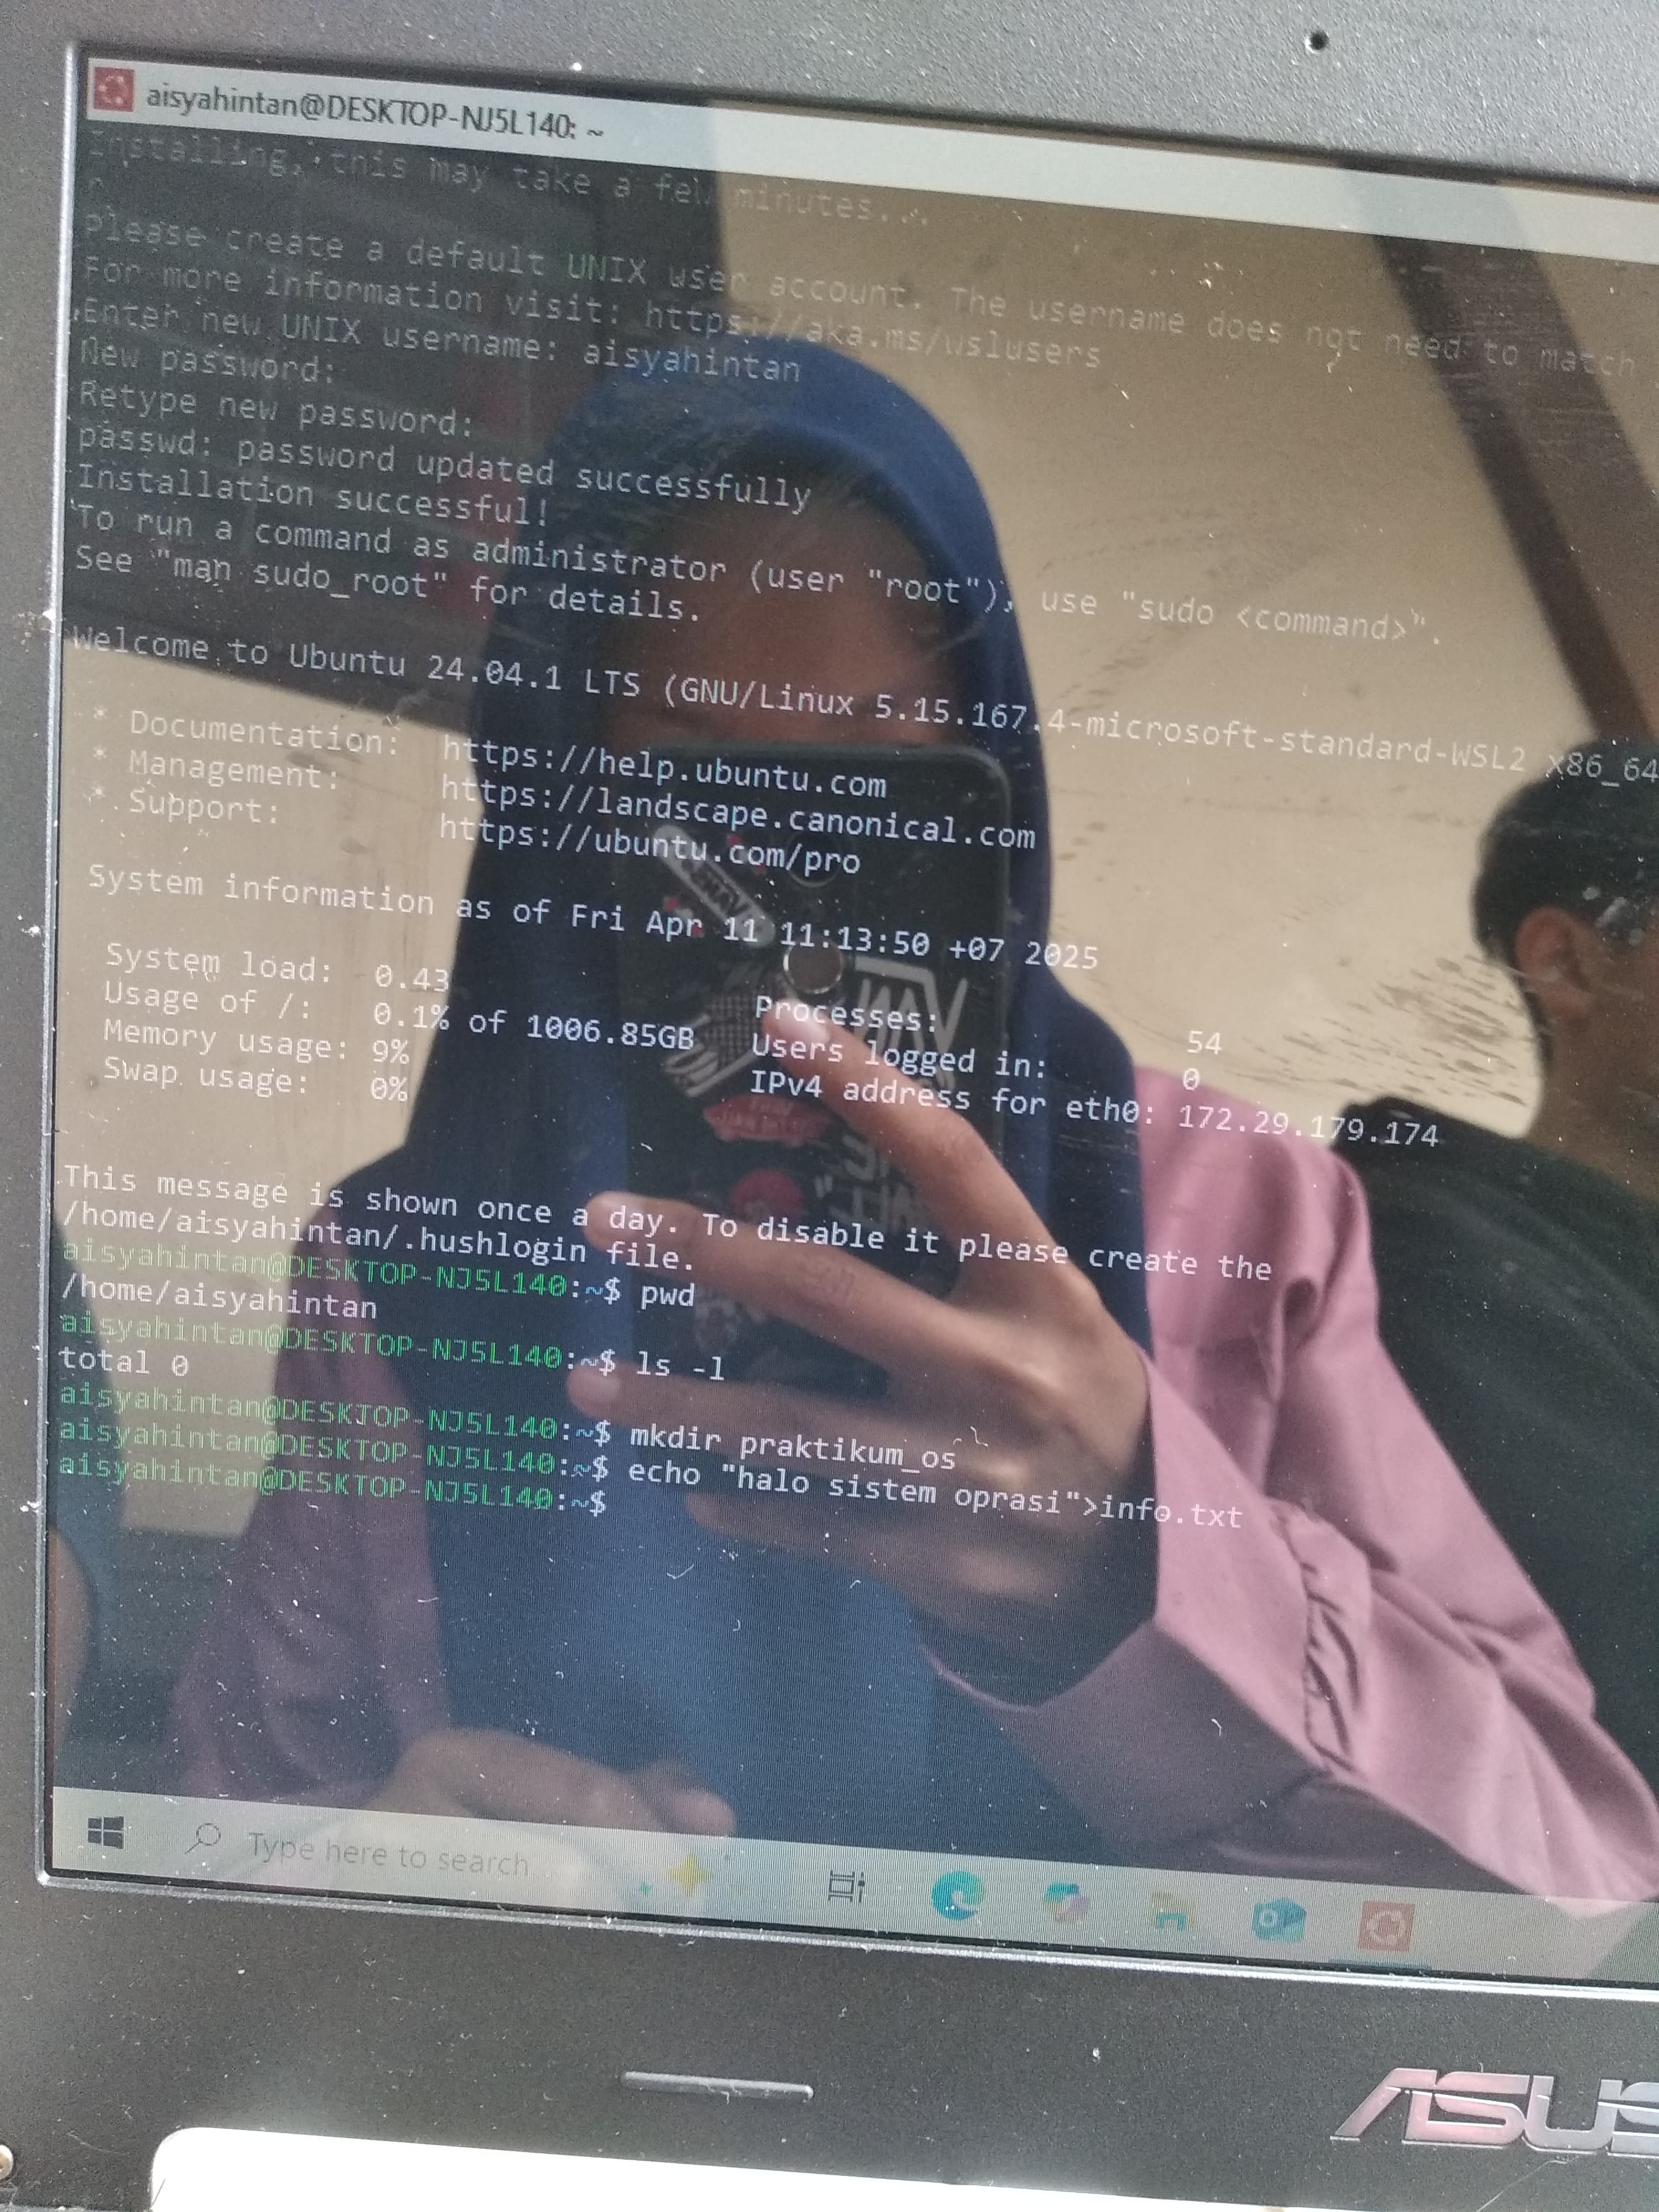 aisyahintan@DESKTOP-NJ5L140: ~
Installing, this may take a few minutes...
Please create a default UNIX user account. The username does not need to match
For more information visit: https://aka.ms/wslusers
Enter new UNIX username: aisyahintan
New password:
Retype new password:
passwd: password updated successfully
Installation successful!
To run a command as administrator (user "root"), use "sudo <command>".
See "man sudo_root" for details.
Welcome to Ubuntu 24.04.1 LTS (GNU/Linux 5.15.167.4-microsoft-standard-WSL2 x86_64
* Documentation: https://help.ubuntu.com
* Management: https://landscape.canonical.com
* Support: https://ubuntu.com/pro
System information as of Fri Apr 11 11:13:50 +07 2025
System load: 0.43 Processes: 54
Usage of /: 0.1% of 1006.85GB Users logged in: 0
Memory usage: 9% IPv4 address for eth0: 172.29.179.174
Swap usage: 0%
This message is shown once a day. To disable it please create the
/home/aisyahintan/.hushlogin file.
aisyahintan@DESKTOP-NJ5L140:~$ pwd
/home/aisyahintan
aisyahintan@DESKTOP-NJ5L140:~$ ls -l
total 0
aisyahintan@DESKTOP-NJ5L140:~$ mkdir praktikum_os
aisyahintan@DESKTOP-NJ5L140:~$ echo "halo sistem oprasi">info.txt
aisyahintan@DESKTOP-NJ5L140:~$
Type here to search
ASUS